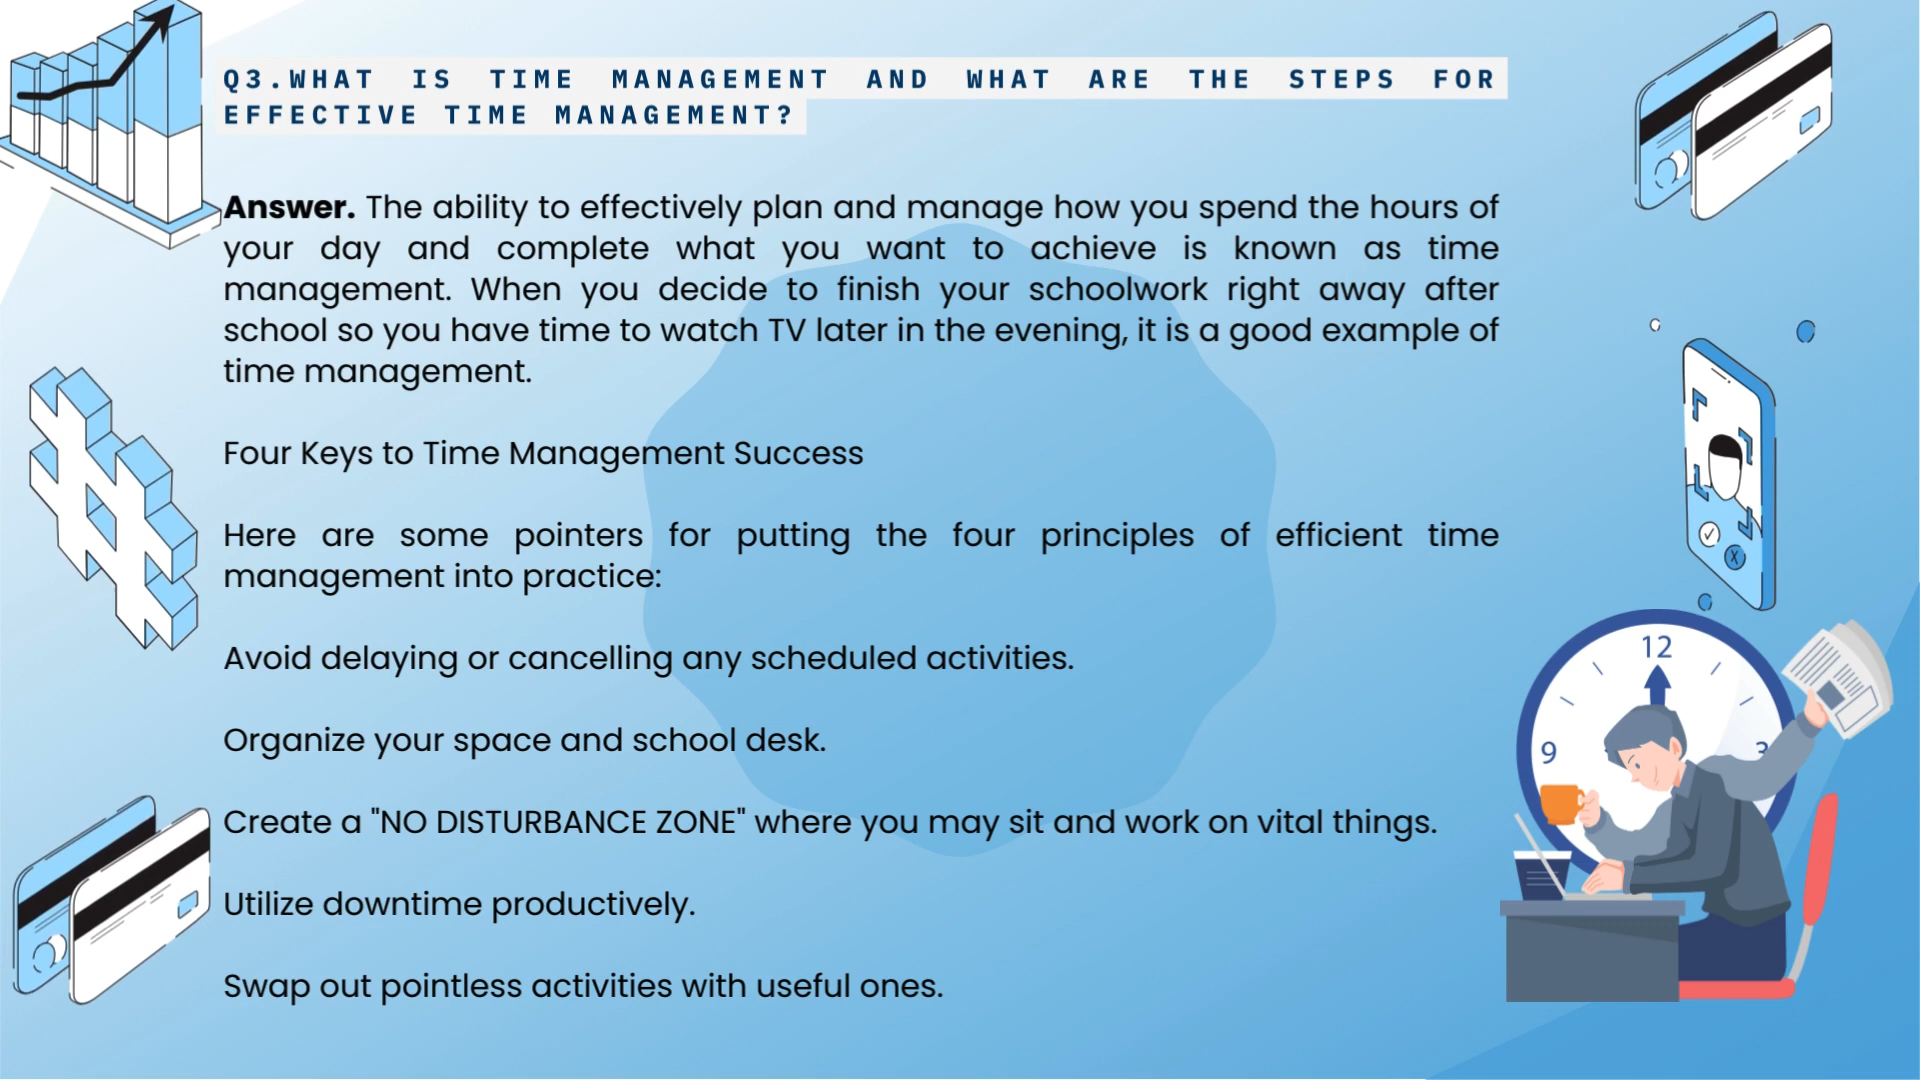 Q3.WHAT IS TIME MANAGEMENT AND WHAT ARE THE STEPS FOR
EFFECTIVE TIME MANAGEMENT?
Answer. The ability to effectively plan and manage how you spend the hours of
your day and complete what you want to achieve is known as time
management. When you decide to finish your schoolwork right away after
school so you have time to watch TV later in the evening, it is a good example of
time management.
Four Keys to Time Management Success
Here are some pointers for putting the four principles of efficient time
management into practice:
Avoid delaying or cancelling any scheduled activities.
Organize your space and school desk.
Create a "NO DISTURBANCE ZONE" where you may sit and work on vital things.
Utilize downtime productively.
Swap out pointless activities with useful ones.
12
9
3
X